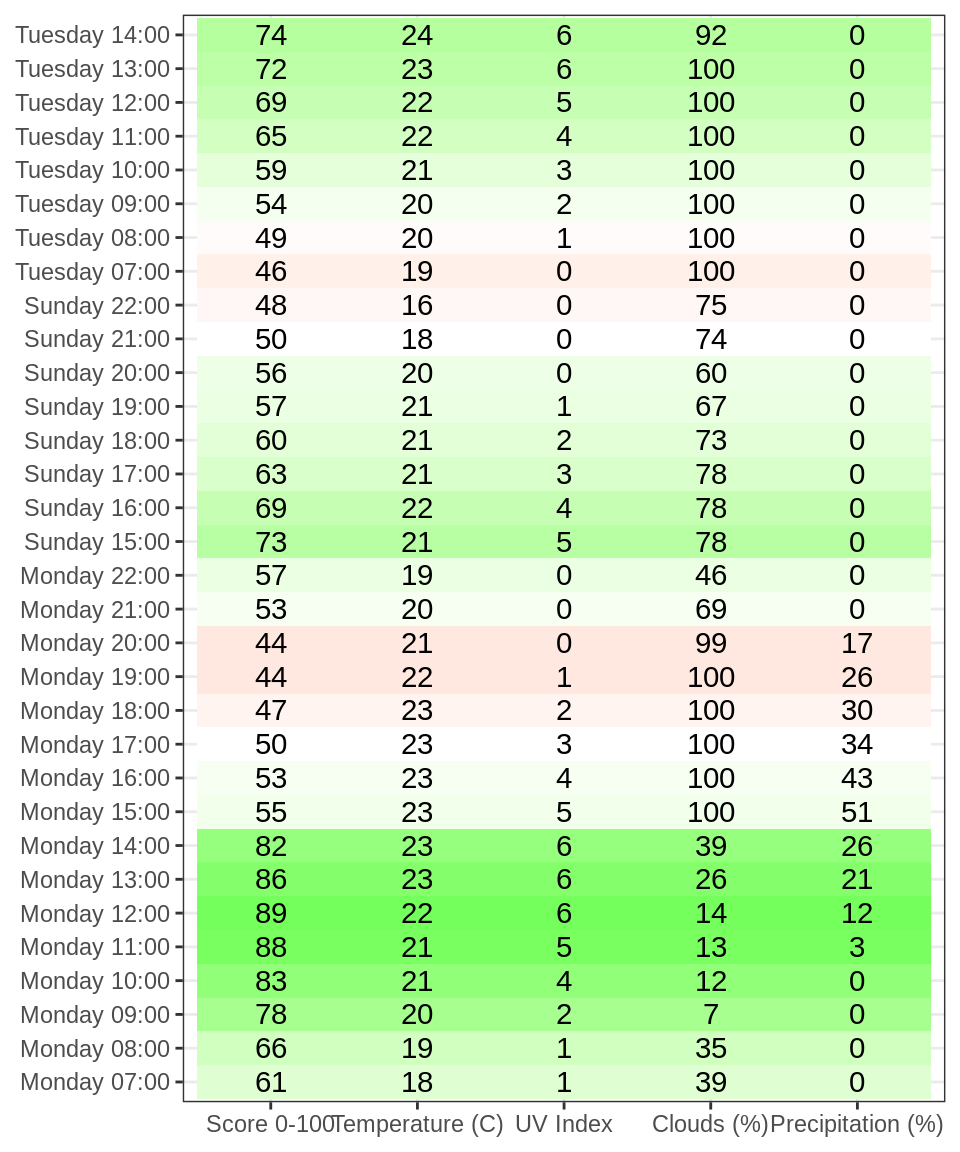 Tuesday 14:00 74 24 6 92 0
Tuesday 13:00 72 23 6 100 0
Tuesday 12:00 69 22 5 100 0
Tuesday 11:00 65 22 4 100 0
Tuesday 10:00 59 21 3 100 0
Tuesday 09:00 54 20 2 100 0
Tuesday 08:00 49 20 1 100 0
Tuesday 07:00 46 19 0 100 0
Sunday 22:00 48 16 0 75 0
Sunday 21:00 50 18 0 74 0
Sunday 20:00 56 20 0 60 0
Sunday 19:00 57 21 1 67 0
Sunday 18:00 60 21 2 73 0
Sunday 17:00 63 21 3 78 0
Sunday 16:00 69 22 4 78 0
Sunday 15:00 73 21 5 78 0
Monday 22:00 57 19 0 46 0
Monday 21:00 53 20 0 69 0
Monday 20:00 44 21 0 99 17
Monday 19:00 44 22 1 100 26
Monday 18:00 47 23 2 100 30
Monday 17:00 50 23 3 100 34
Monday 16:00 53 23 4 100 43
Monday 15:00 55 23 5 100 51
Monday 14:00 82 23 6 39 26
Monday 13:00 86 23 6 26 21
Monday 12:00 89 22 6 14 12
Monday 11:00 88 21 5 13 3
Monday 10:00 83 21 4 12 0
Monday 09:00 78 20 2 7 0
Monday 08:00 66 19 1 35 0
Monday 07:00 61 18 1 39 0
Score 0-100 Temperature (C) UV Index Clouds (%) Precipitation (%)